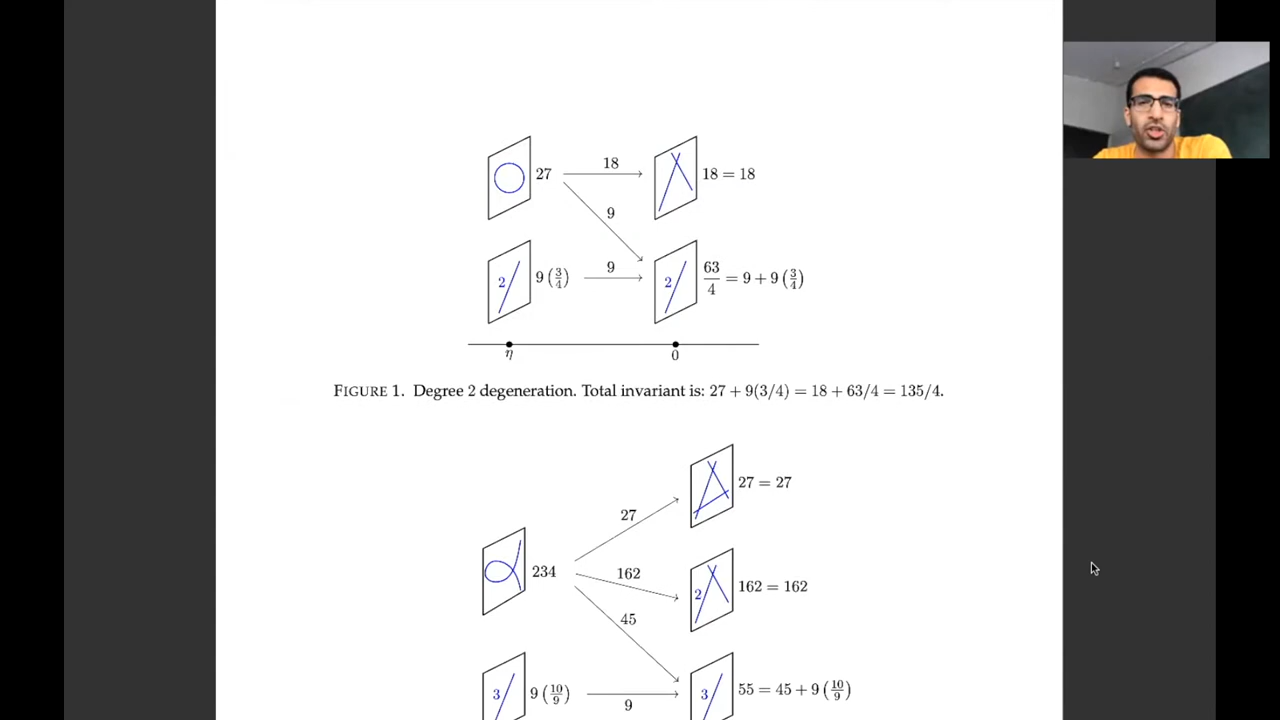 27
18
18 = 18
9
2
9 (3/4)
9
2
63/4 = 9 + 9 (3/4)
η
0
FIGURE 1. Degree 2 degeneration. Total invariant is: 27 + 9(3/4) = 18 + 63/4 = 135/4.
27
27 = 27
234
162
2
162 = 162
45
3
9 (10/9)
9
3
55 = 45 + 9 (10/9)